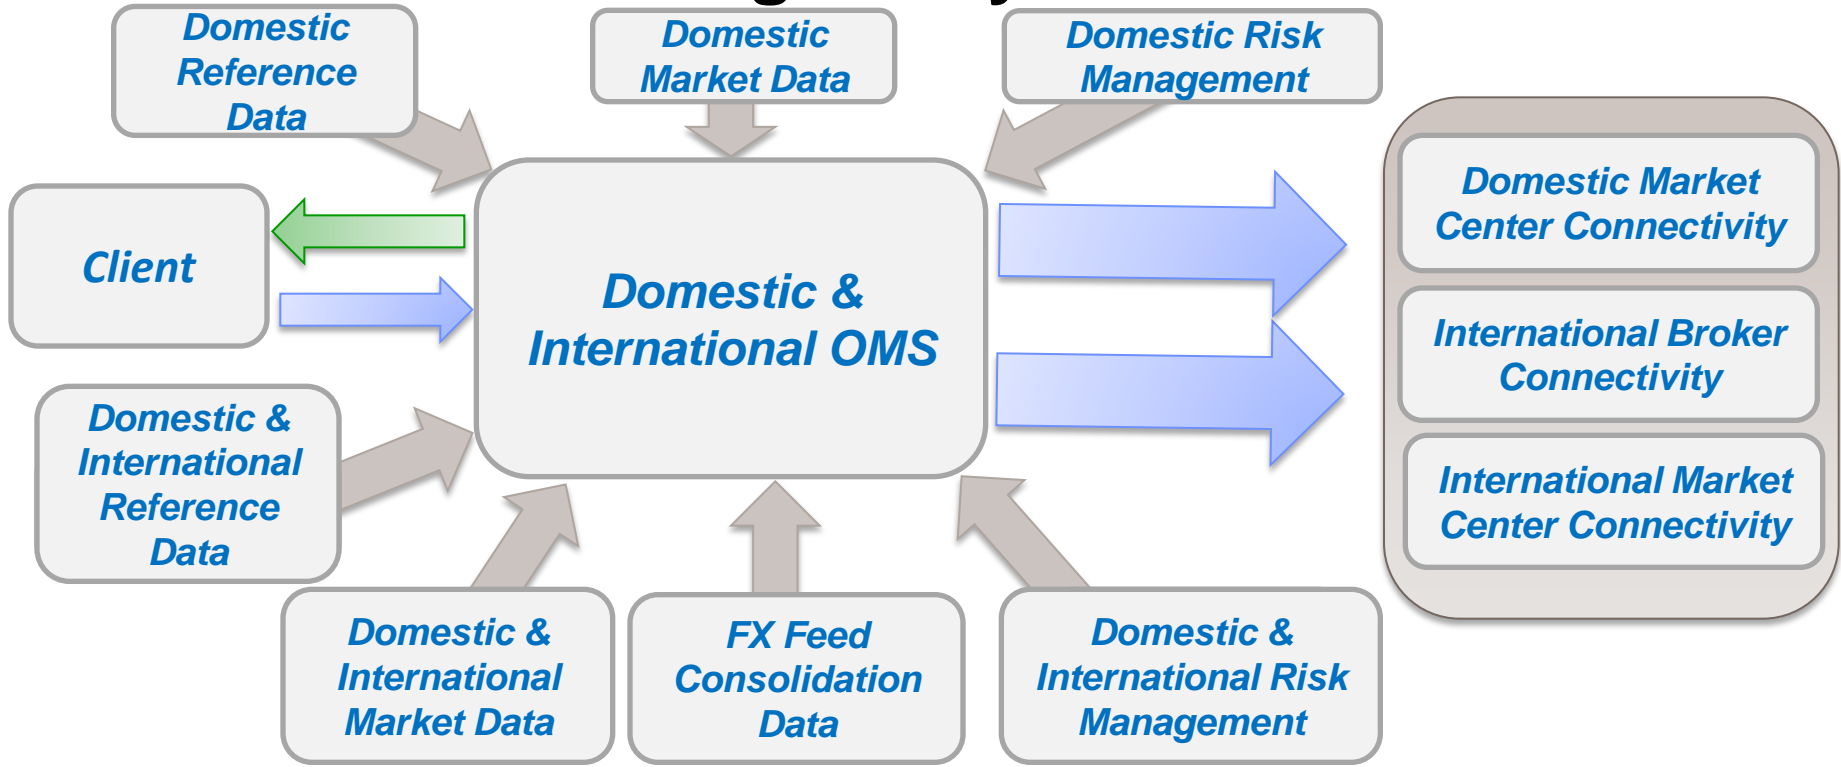 Domestic
Reference
Data
Domestic
Market Data
Domestic Risk
Management
Client
Domestic &
International OMS
Domestic Market
Center Connectivity
International Broker
Connectivity
International Market
Center Connectivity
Domestic &
International
Reference
Data
Domestic &
International
Market Data
FX Feed
Consolidation
Data
Domestic &
International Risk
Management